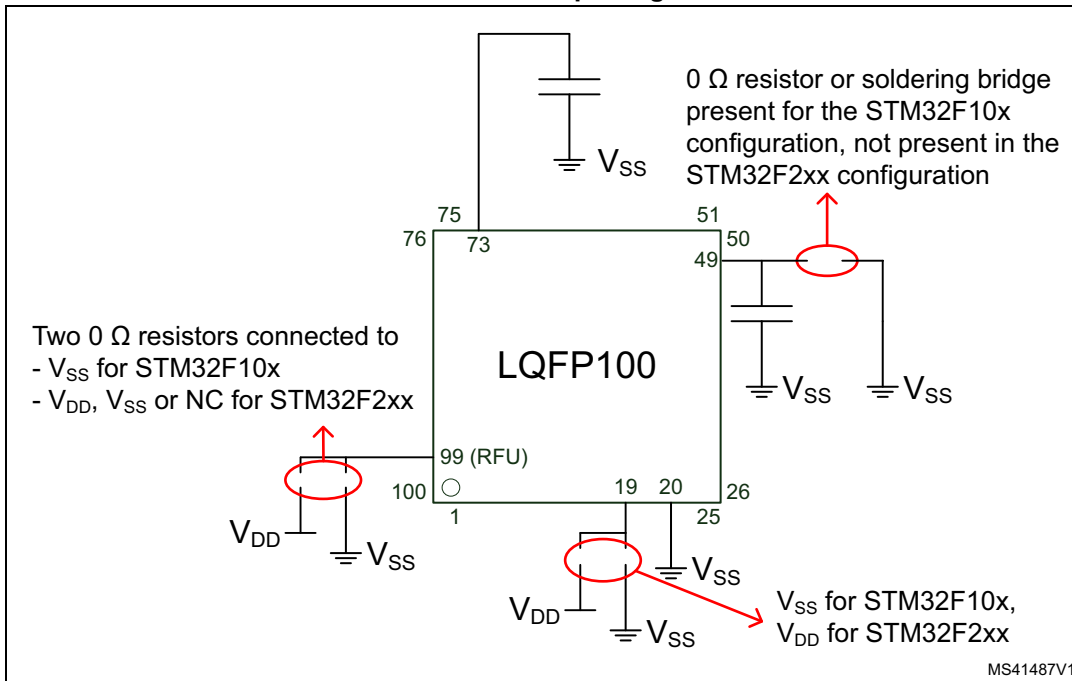 0 Ω resistor or soldering bridge
present for the STM32F10x
configuration, not present in the
STM32F2xx configuration
VSS
75
51
76
73
50
49
Two 0 Ω resistors connected to
- VSS for STM32F10x
- VDD, VSS or NC for STM32F2xx
LQFP100
VSS
VSS
99 (RFU)
100
19
20
26
1
25
VDD
VSS
VSS
VDD
VSS
VSS for STM32F10x,
VDD for STM32F2xx
MS41487V1